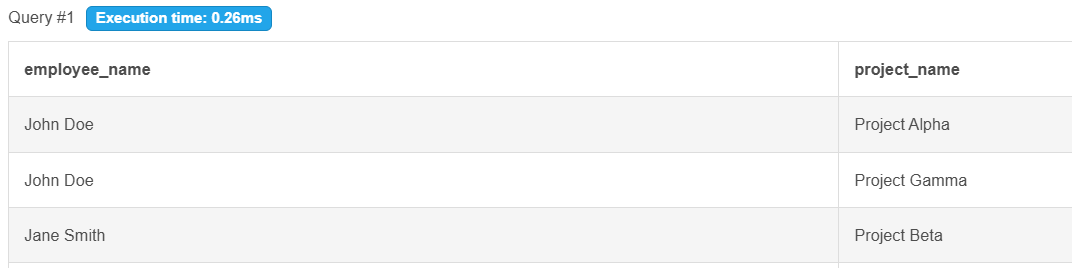 Query #1 Execution time: 0.26ms
employee_name project_name
John Doe Project Alpha
John Doe Project Gamma
Jane Smith Project Beta